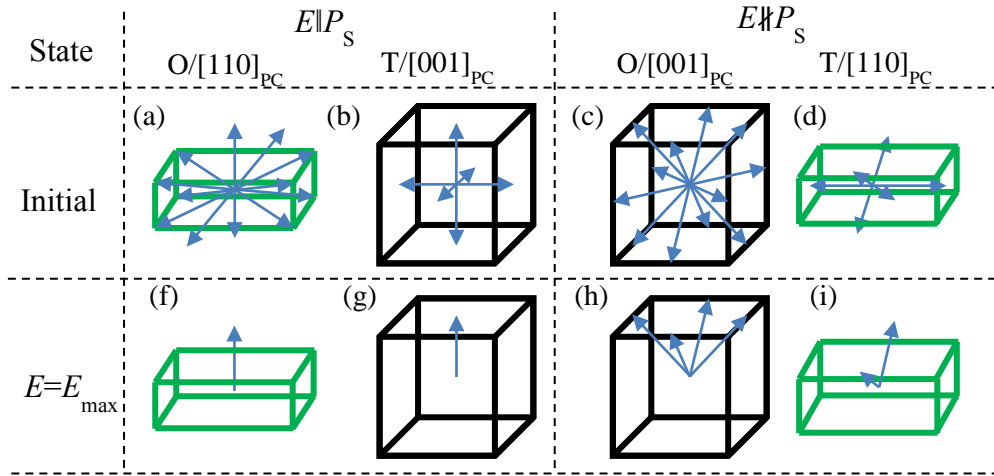 State
E∥P_S
E∦P_S
O/[110]_PC
T/[001]_PC
O/[001]_PC
T/[110]_PC
Initial
(a)
(b)
(c)
(d)
E=E_max
(f)
(g)
(h)
(i)